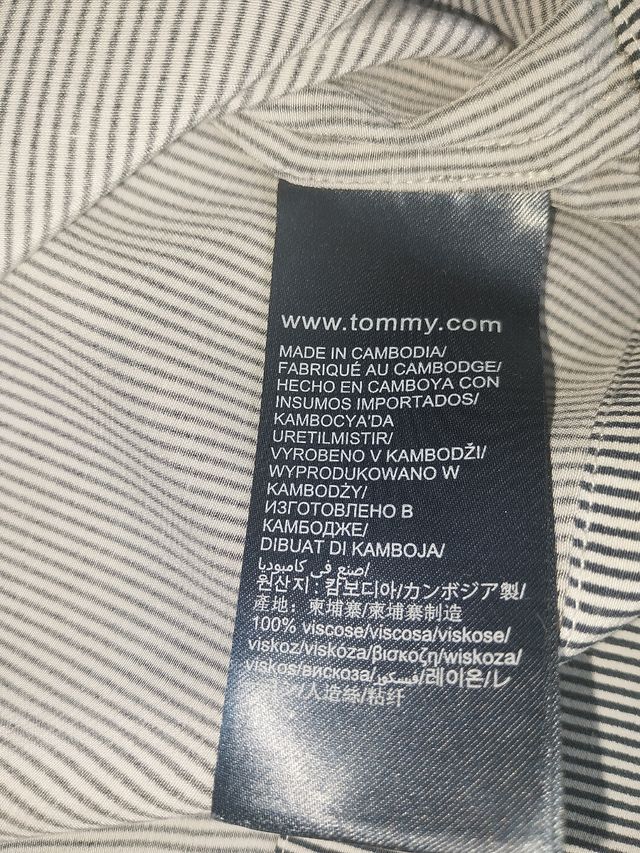 www.tommy.com
MADE IN CAMBODIA/
FABRIQUÉ AU CAMBODGE/
HECHO EN CAMBOYA CON
INSUMOS IMPORTADOS/
KAMBOCYA'DA
URETILMISTIR/
VYROBENO V KAMBODŽI/
WYPRODUKOWANO W
KAMBODŻY/
ИЗГОТОВЛЕНО В
КАМБОДЖЕ/
DIBUAT DI KAMBOJA/
صنع في كامبوديا/
원산지: 캄보디아/カンボジア製/
產地: 柬埔寨/柬埔寨制造
100% viscose/viscosa/viskose/
viskoz/viskóza/βισκοζη/wiskoza/
viskos/вискоза/فسكوز/레이온/レ
ン/人造絲/粘纤